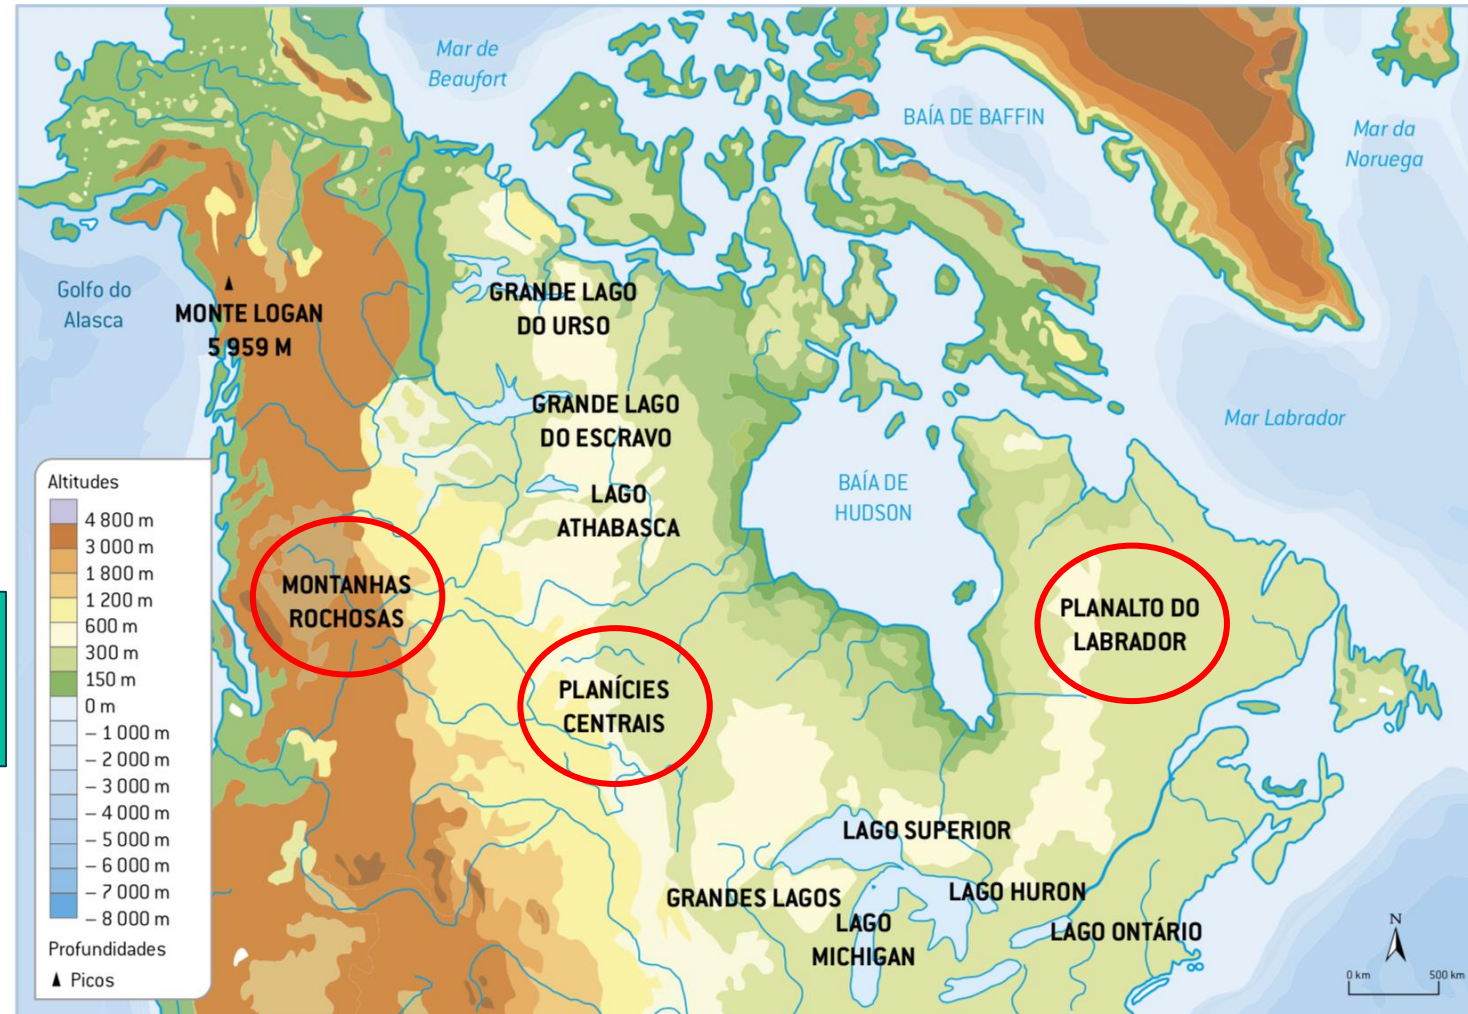 Mar de
Beaufort
BAÍA DE BAFFIN
Mar da
Noruega
Golfo do
Alasca
MONTE LOGAN
5 959 M
GRANDE LAGO
DO URSO
GRANDE LAGO
DO ESCRAVO
Mar Labrador
LAGO
ATHABASCA
BAÍA DE
HUDSON
MONTANHAS
ROCHOSAS
PLANALTO DO
LABRADOR
PLANÍCIES
CENTRAIS
LAGO SUPERIOR
GRANDES LAGOS
LAGO HURON
LAGO
MICHIGAN
LAGO ONTÁRIO
Altitudes
4 800 m
3 000 m
1 800 m
1 200 m
600 m
300 m
150 m
0 m
– 1 000 m
– 2 000 m
– 3 000 m
– 4 000 m
– 5 000 m
– 6 000 m
– 7 000 m
– 8 000 m
Profundidades
Picos
N
0 km 500 km